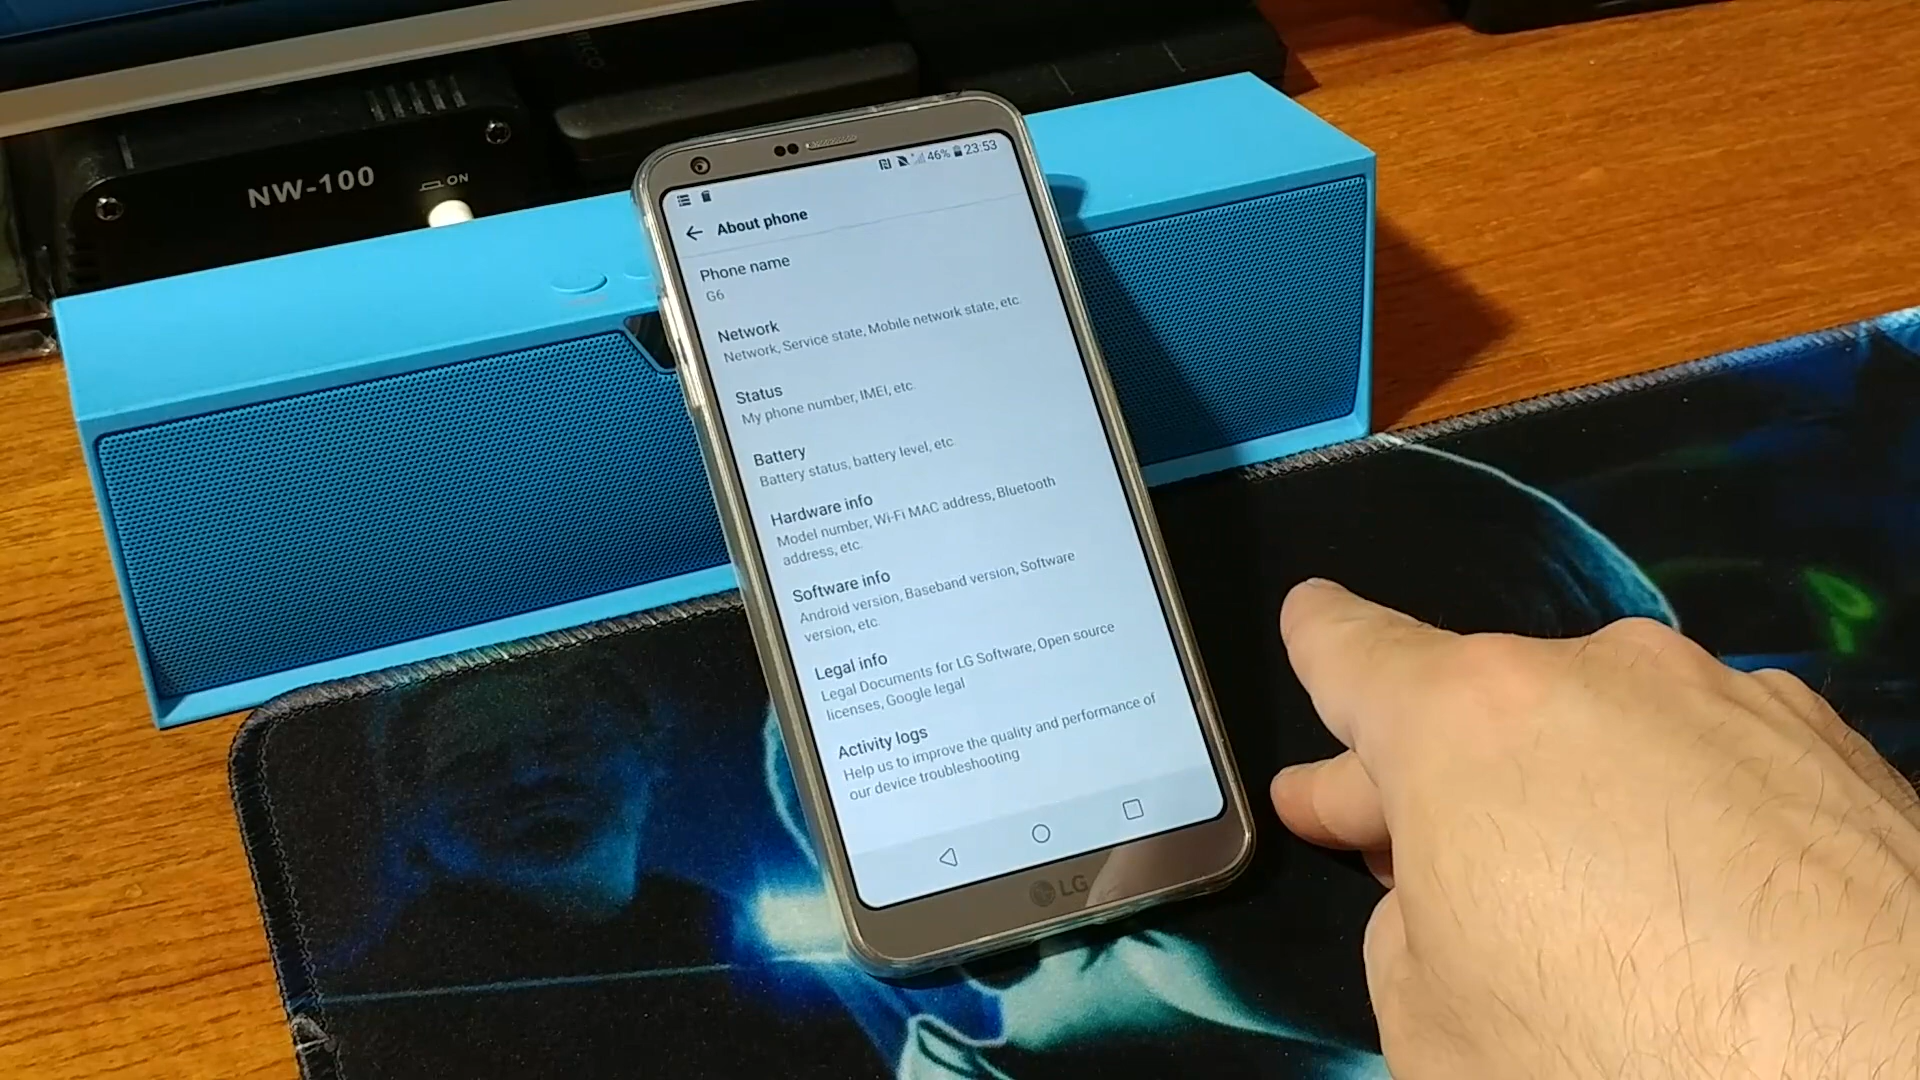 NW-100
ON
46% 23:53
About phone
Phone name
G6
Network
Network, Service state, Mobile network state, etc.
Status
My phone number, IMEI, etc.
Battery
Battery status, battery level, etc.
Hardware info
Model number, Wi-Fi MAC address, Bluetooth
address, etc.
Software info
Android version, Baseband version, Software
version, etc.
Legal info
Legal Documents for LG Software, Open source
licenses, Google legal
Activity logs
Help us to improve the quality and performance of
our device troubleshooting
LG